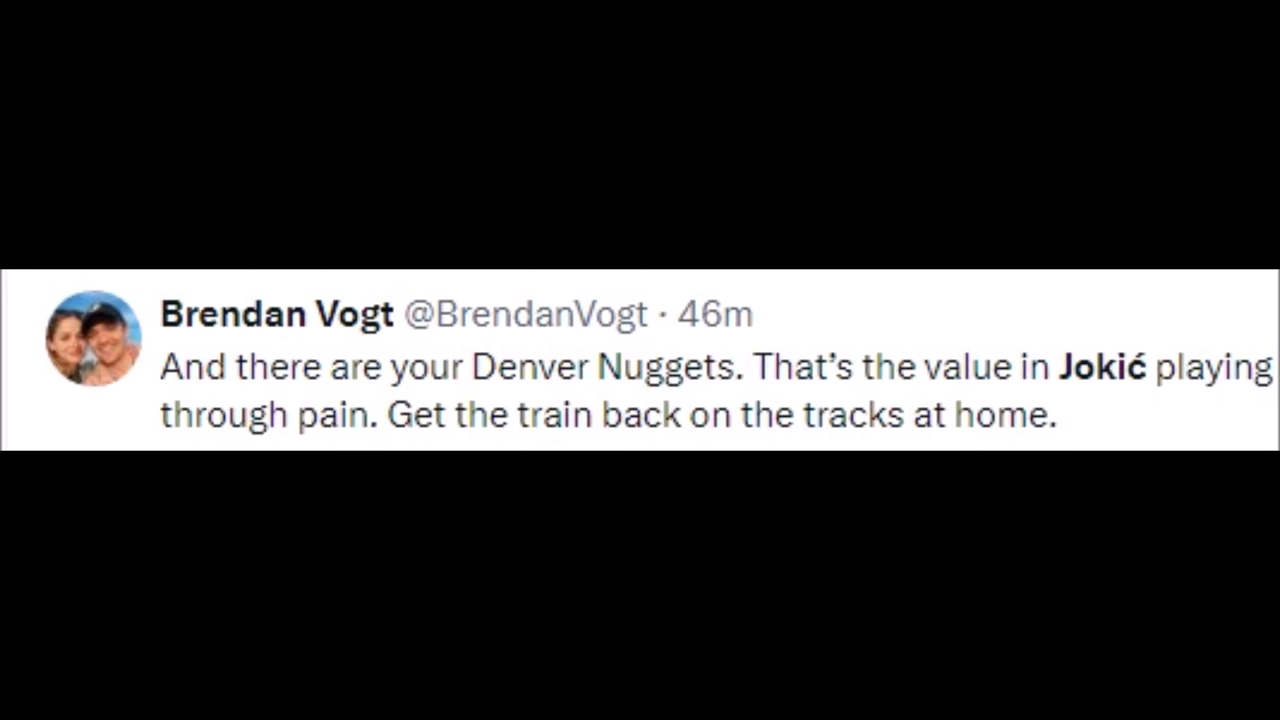 Brendan Vogt @BrendanVogt · 46m
And there are your Denver Nuggets. That’s the value in Jokić playing
through pain. Get the train back on the tracks at home.